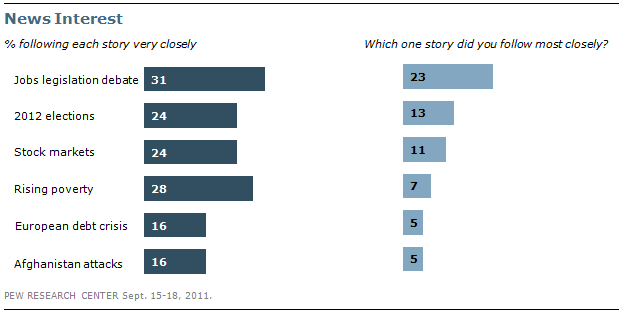 News Interest
% following each story very closely
Which one story did you follow most closely?
Jobs legislation debate 31 23
2012 elections 24 13
Stock markets 24 11
Rising poverty 28 7
European debt crisis 16 5
Afghanistan attacks 16 5
PEW RESEARCH CENTER Sept. 15-18, 2011.